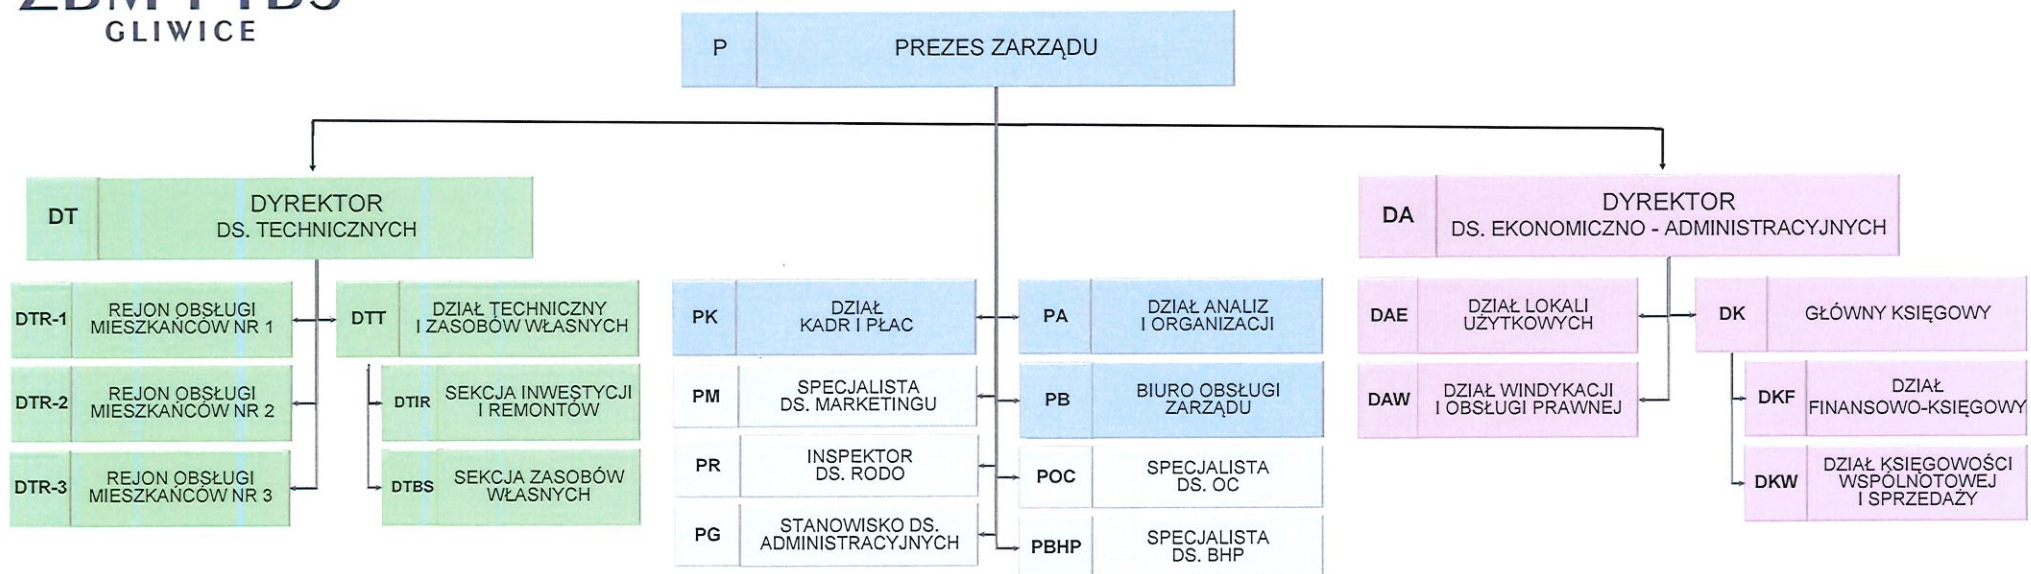 GLIWICE
P PREZES ZARZĄDU
DT DYREKTOR
DS. TECHNICZNYCH
DA DYREKTOR
DS. EKONOMICZNO - ADMINISTRACYJNYCH
DTR-1 REJON OBSŁUGI
MIESZKAŃCÓW NR 1
DTR-2 REJON OBSŁUGI
MIESZKAŃCÓW NR 2
DTR-3 REJON OBSŁUGI
MIESZKAŃCÓW NR 3
DTT DZIAŁ TECHNICZNY
I ZASOBÓW WŁASNYCH
DTIR SEKCJA INWESTYCJI
I REMONTÓW
DTBS SEKCJA ZASOBÓW
WŁASNYCH
PK DZIAŁ
KADR I PŁAC
PM SPECJALISTA
DS. MARKETINGU
PR INSPEKTOR
DS. RODO
PG STANOWISKO DS.
ADMINISTRACYJNYCH
PA DZIAŁ ANALIZ
I ORGANIZACJI
PB BIURO OBSŁUGI
ZARZĄDU
POC SPECJALISTA
DS. OC
PBHP SPECJALISTA
DS. BHP
DAE DZIAŁ LOKALI
UŻYTKOWYCH
DAW DZIAŁ WINDYKACJI
I OBSŁUGI PRAWNEJ
DK GŁÓWNY KSIĘGOWY
DKF DZIAŁ
FINANSOWO-KSIĘGOWY
DKW DZIAŁ KSIĘGOWOŚCI
WSPÓLNOTOWEJ
I SPRZEDAŻY